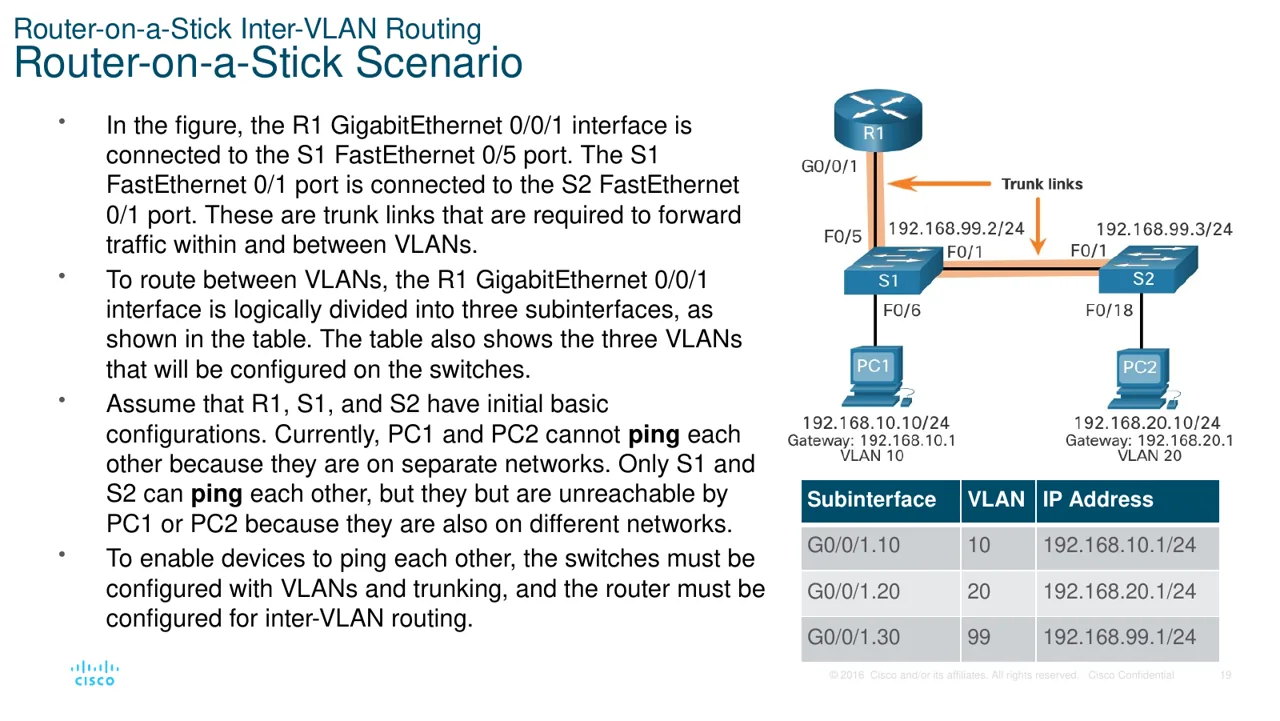 Router-on-a-Stick Inter-VLAN Routing
Router-on-a-Stick Scenario
• In the figure, the R1 GigabitEthernet 0/0/1 interface is
connected to the S1 FastEthernet 0/5 port. The S1
FastEthernet 0/1 port is connected to the S2 FastEthernet
0/1 port. These are trunk links that are required to forward
traffic within and between VLANs.
• To route between VLANs, the R1 GigabitEthernet 0/0/1
interface is logically divided into three subinterfaces, as
shown in the table. The table also shows the three VLANs
that will be configured on the switches.
• Assume that R1, S1, and S2 have initial basic
configurations. Currently, PC1 and PC2 cannot ping each
other because they are on separate networks. Only S1 and
S2 can ping each other, but they but are unreachable by
PC1 or PC2 because they are also on different networks.
• To enable devices to ping each other, the switches must be
configured with VLANs and trunking, and the router must be
configured for inter-VLAN routing.
R1
G0/0/1
Trunk links
F0/5
192.168.99.2/24
192.168.99.3/24
F0/1
F0/1
S1
S2
F0/6
F0/18
PC1
PC2
192.168.10.10/24
Gateway: 192.168.10.1
VLAN 10
192.168.20.10/24
Gateway: 192.168.20.1
VLAN 20
Subinterface VLAN IP Address
G0/0/1.10 10 192.168.10.1/24
G0/0/1.20 20 192.168.20.1/24
G0/0/1.30 99 192.168.99.1/24
CISCO
© 2016 Cisco and/or its affiliates. All rights reserved. Cisco Confidential 19